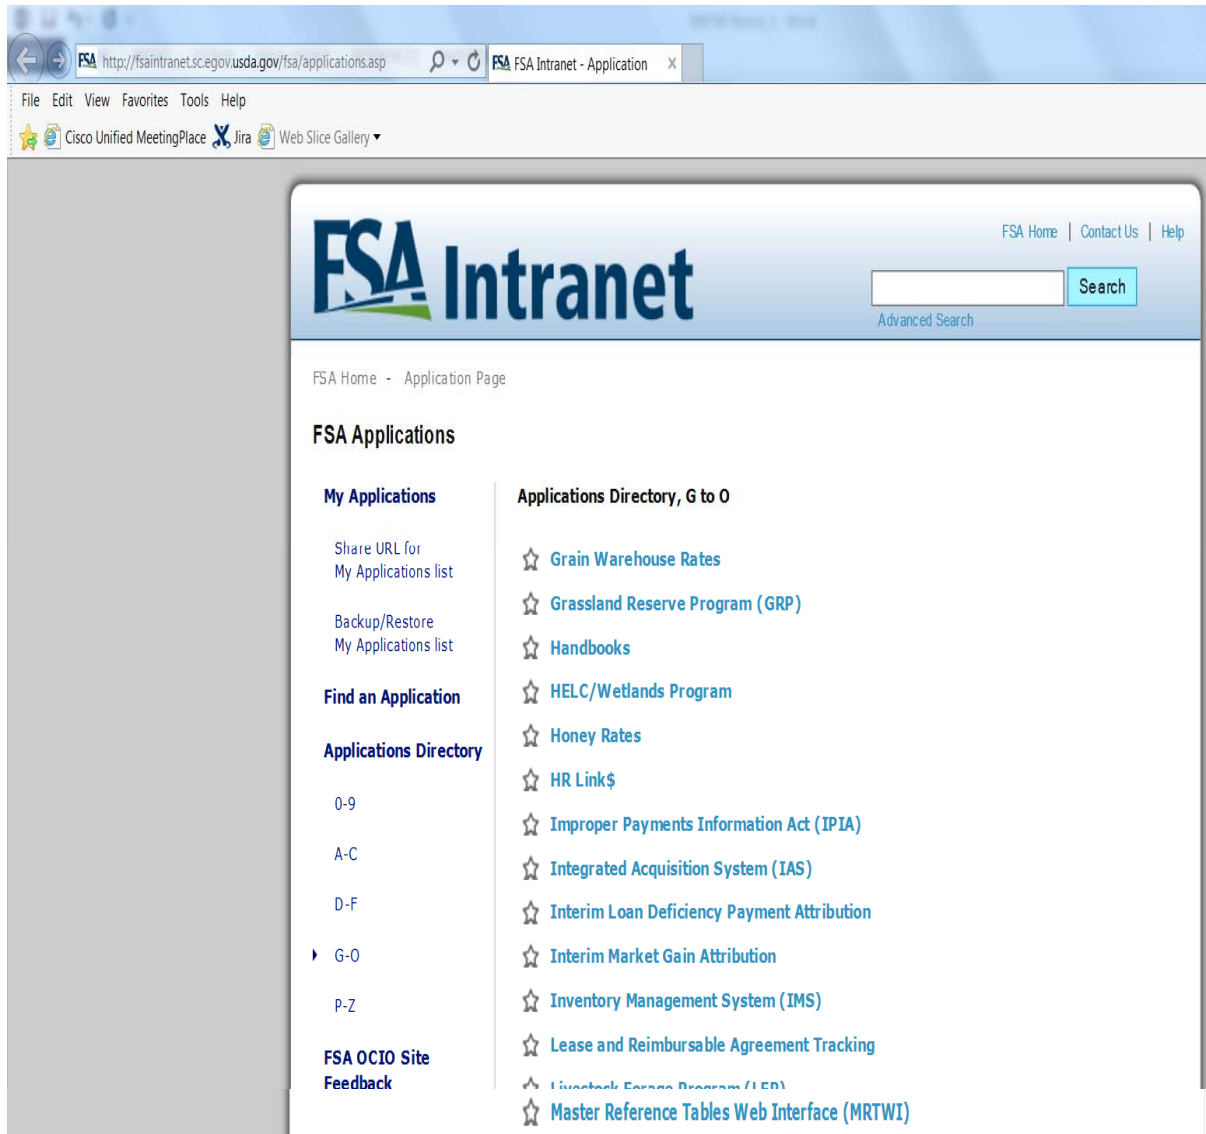 FSA http://fsaintranet.sc.egov.usda.gov/fsa/applications.asp
FSA FSA Intranet - Application X
File Edit View Favorites Tools Help
Cisco Unified MeetingPlace Jira Web Slice Gallery
FSA Intranet
FSA Home | Contact Us | Help
Search
Advanced Search
FSA Home - Application Page
FSA Applications
My Applications
Share URL for
My Applications list
Backup/Restore
My Applications list
Find an Application
Applications Directory
0-9
A-C
D-F
G-O
P-Z
FSA OCIO Site
Feedback
Applications Directory, G to O
Grain Warehouse Rates
Grassland Reserve Program (GRP)
Handbooks
HELC/Wetlands Program
Honey Rates
HR Link$
Improper Payments Information Act (IPIA)
Integrated Acquisition System (IAS)
Interim Loan Deficiency Payment Attribution
Interim Market Gain Attribution
Inventory Management System (IMS)
Lease and Reimbursable Agreement Tracking
Livestock Forage Program (LFP)
Master Reference Tables Web Interface (MRTWI)